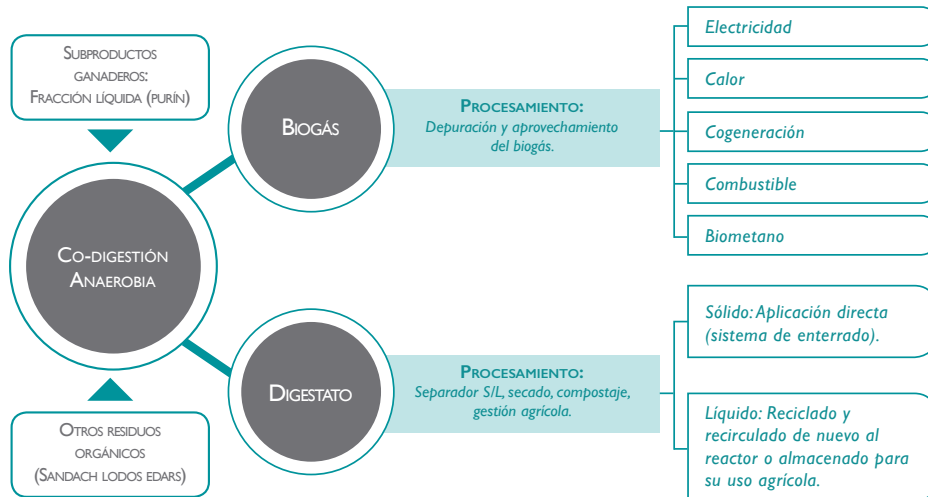 Subproductos
ganaderos:
Fracción líquida (purín)
Co-digestión
Anaerobia
Otros residuos
orgánicos
(Sandach lodos edars)
Biogás
Procesamiento:
Depuración y aprovechamiento
del biogás.
Electricidad
Calor
Cogeneración
Combustible
Biometano
Digestato
Procesamiento:
Separador S/L, secado, compostaje,
gestión agrícola.
Sólido: Aplicación directa
(sistema de enterrado).
Líquido: Reciclado y
recirculado de nuevo al
reactor o almacenado para
su uso agrícola.